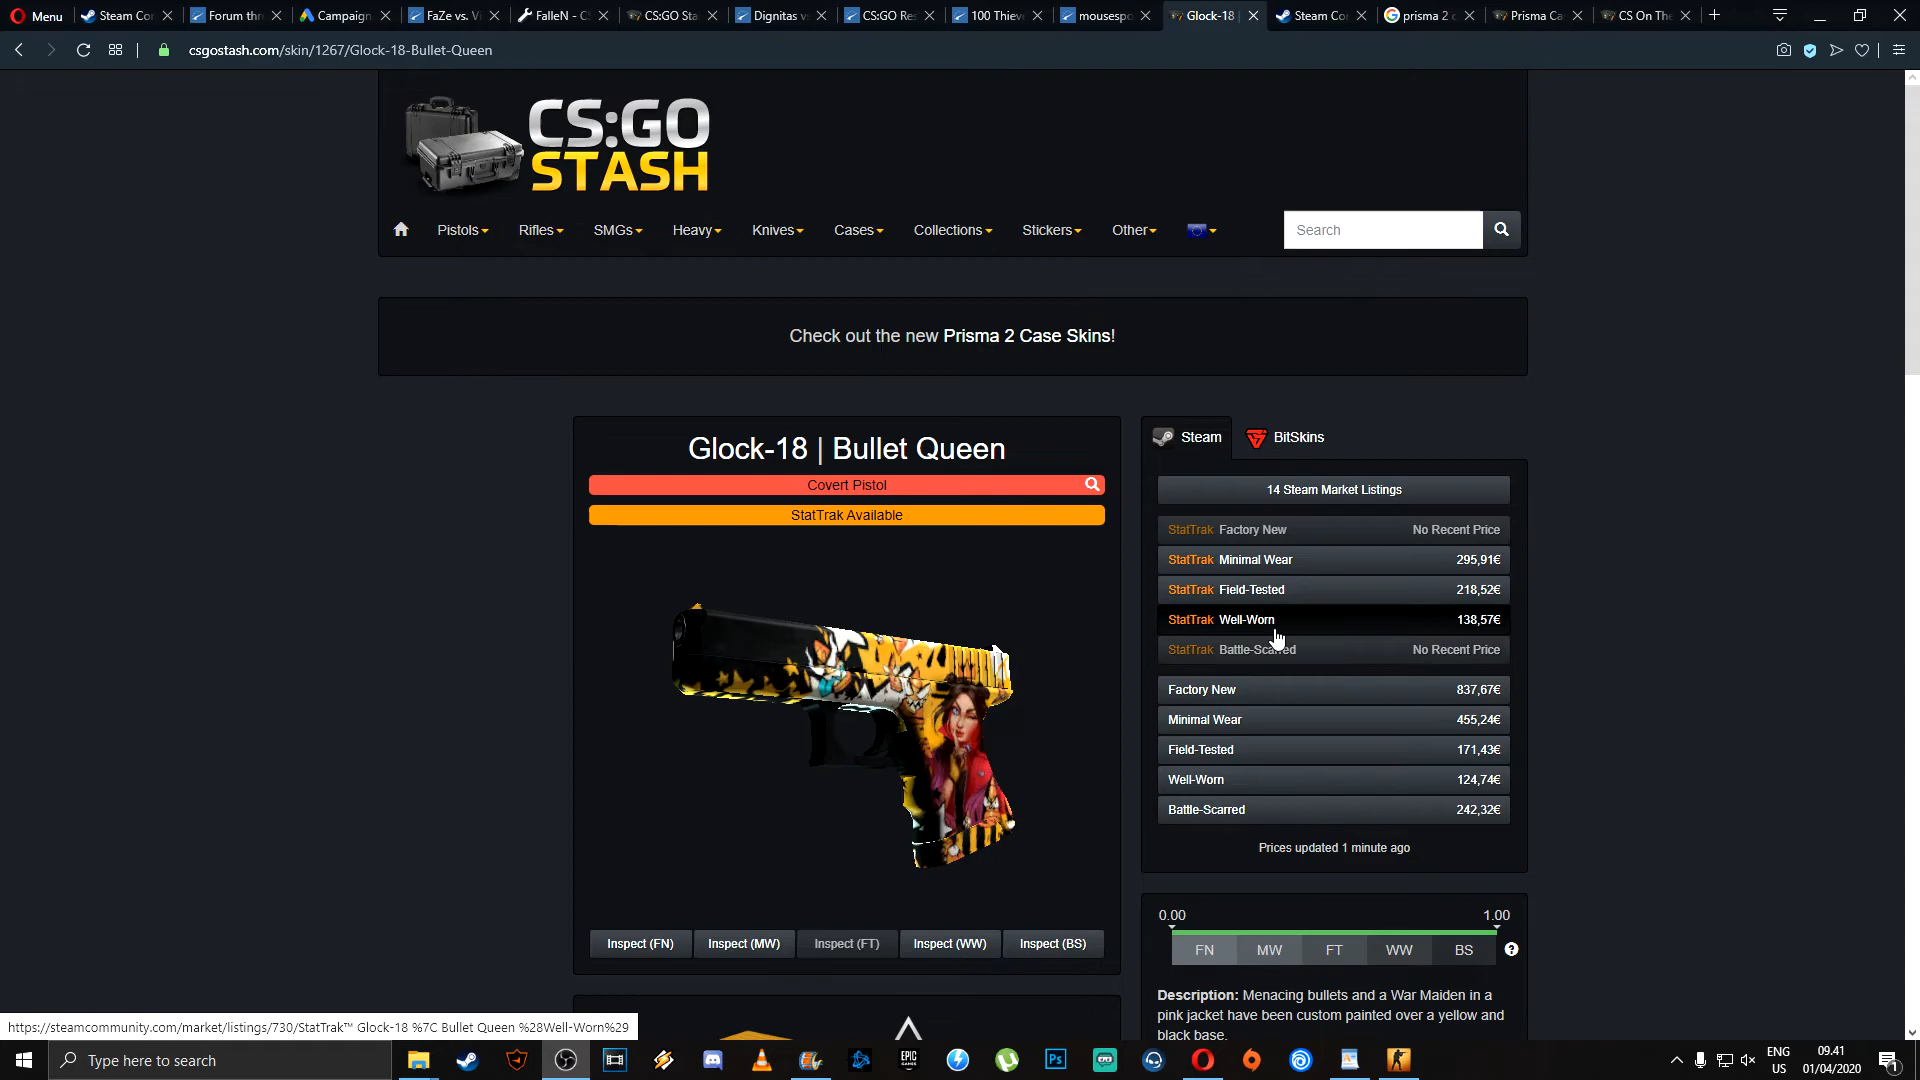 Menu
Steam Co
Forum thr
Campaign
FaZe vs. V
FalleN - C
CS:GO Sta
Dignitas v
CS:GO Re
100 Thiev
mousespo
Glock-18 |
Steam Co
prisma 2 c
Prisma Ca
CS On The
csgostash.com/skin/1267/Glock-18-Bullet-Queen
CS:GO
STASH
Pistols
Rifles
SMGs
Heavy
Knives
Cases
Collections
Stickers
Other
Search
Check out the new Prisma 2 Case Skins!
Glock-18 | Bullet Queen
Covert Pistol
StatTrak Available
Inspect (FN)
Inspect (MW)
Inspect (FT)
Inspect (WW)
Inspect (BS)
Steam
BitSkins
14 Steam Market Listings
StatTrak Factory New No Recent Price
StatTrak Minimal Wear 295,91€
StatTrak Field-Tested 218,52€
StatTrak Well-Worn 138,57€
StatTrak Battle-Scarred No Recent Price
Factory New 837,67€
Minimal Wear 455,24€
Field-Tested 171,43€
Well-Worn 124,74€
Battle-Scarred 242,32€
Prices updated 1 minute ago
0.00 1.00
FN MW FT WW BS
Description: Menacing bullets and a War Maiden in a
pink jacket have been custom painted over a yellow and
black base.
https://steamcommunity.com/market/listings/730/StatTrak™ Glock-18 %7C Bullet Queen %28Well-Worn%29
Type here to search
EPIC
GAMES
Ps
ENG
US
09.41
01/04/2020
1